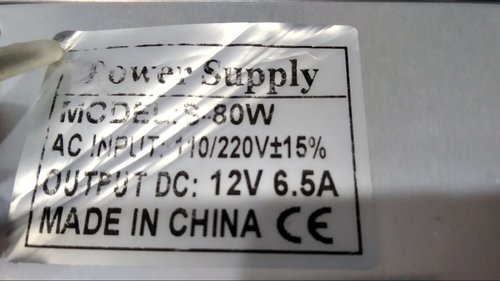 Power Supply
MODEL: S-80W
AC INPUT: 110/220V±15%
OUTPUT DC: 12V 6.5A
MADE IN CHINA CE